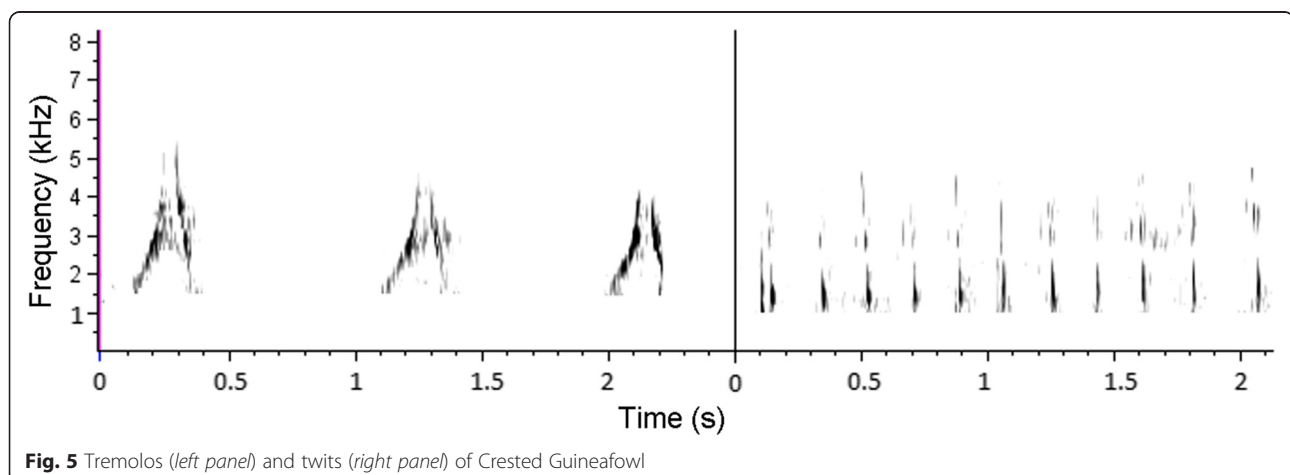 Frequency (kHz)
8
7
6
5
4
3
2
1
0 0.5 1 1.5 2 0 0.5 1 1.5 2
Time (s)
Fig. 5 Tremolos (left panel) and twits (right panel) of Crested Guineafowl